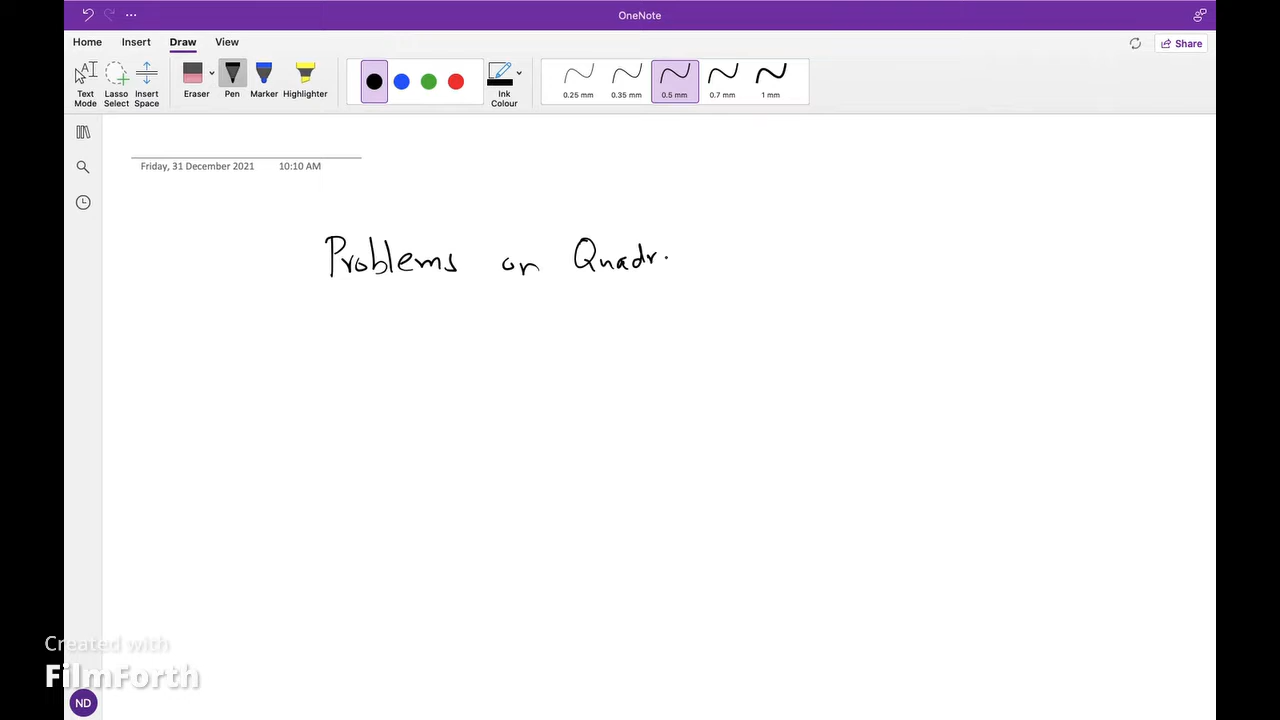 OneNote
Home Insert Draw View
Share
Text Mode Lasso Select Insert Space Eraser Pen Marker Highlighter Ink Colour 0.25 mm 0.35 mm 0.5 mm 0.7 mm 1 mm
Friday, 31 December 2021 10:10 AM
Problems on Quadr.
Created with
FilmForth
ND